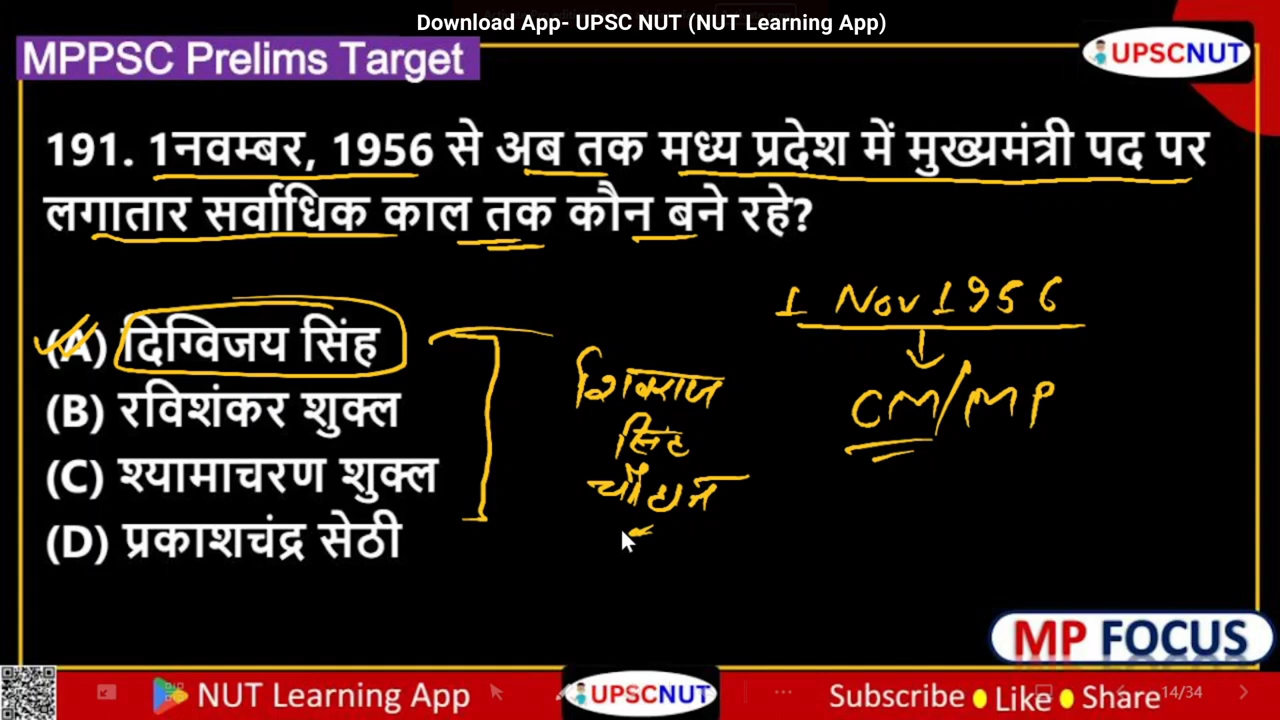 Download App- UPSC NUT (NUT Learning App)
MPPSC Prelims Target
UPSCNUT
191. 1नवम्बर, 1956 से अब तक मध्य प्रदेश में मुख्यमंत्री पद पर
लगातार सर्वाधिक काल तक कौन बने रहे?
1 Nov 1956
(A) दिग्विजय सिंह
(B) रविशंकर शुक्ल
(C) श्यामाचरण शुक्ल
(D) प्रकाशचंद्र सेठी
शिवराज
सिंह
चौहान
CM/MP
MP FOCUS
NUT Learning App
UPSCNUT
Subscribe Like Share
14/34